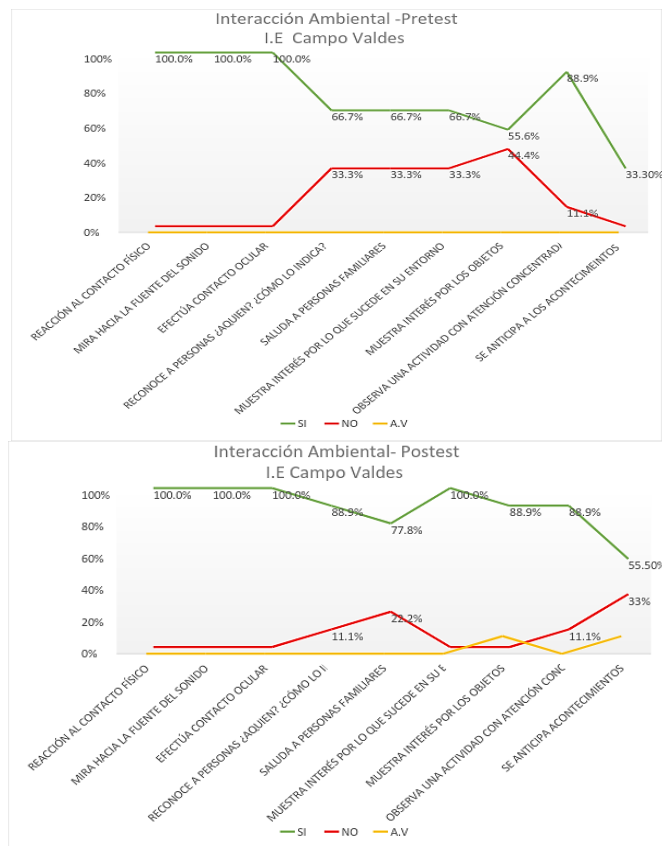 Interacción Ambiental -Pretest
I.E Campo Valdes
100%
80%
60%
40%
20%
0%
100.0%
100.0%
100.0%
66.7%
66.7%
66.7%
55.6%
88.9%
33.30%
33.3%
33.3%
33.3%
44.4%
11.1%
REACCIÓN AL CONTACTO FÍSICO
MIRA HACIA LA FUENTE DEL SONIDO
EFECTÚA CONTACTO OCULAR
RECONOCE A PERSONAS ¿AQUIEN? ¿CÓMO LO INDICA?
SALUDA A PERSONAS FAMILIARES
MUESTRA INTERÉS POR LO QUE SUCEDE EN SU ENTORNO
MUESTRA INTERÉS POR LOS OBJETOS
OBSERVA UNA ACTIVIDAD CON ATENCIÓN CONCENTRADA
SE ANTICIPA A LOS ACONTECIMEINTOS
SI NO A.V
Interacción Ambiental- Postest
I.E Campo Valdes
100%
80%
60%
40%
20%
0%
100.0%
100.0%
100.0%
88.9%
77.8%
100.0%
88.9%
88.9%
55.50%
11.1%
22.2%
11.1%
33%
REACCIÓN AL CONTACTO FÍSICO
MIRA HACIA LA FUENTE DEL SONIDO
EFECTÚA CONTACTO OCULAR
RECONOCE A PERSONAS ¿AQUIEN? ¿CÓMO LO I
SALUDA A PERSONAS FAMILIARES
MUESTRA INTERÉS POR LO QUE SUCEDE EN SU E
MUESTRA INTERÉS POR LOS OBJETOS
OBSERVA UNA ACTIVIDAD CON ATENCIÓN CONC
SE ANTICIPA ACONTECIMIENTOS
SI NO A.V